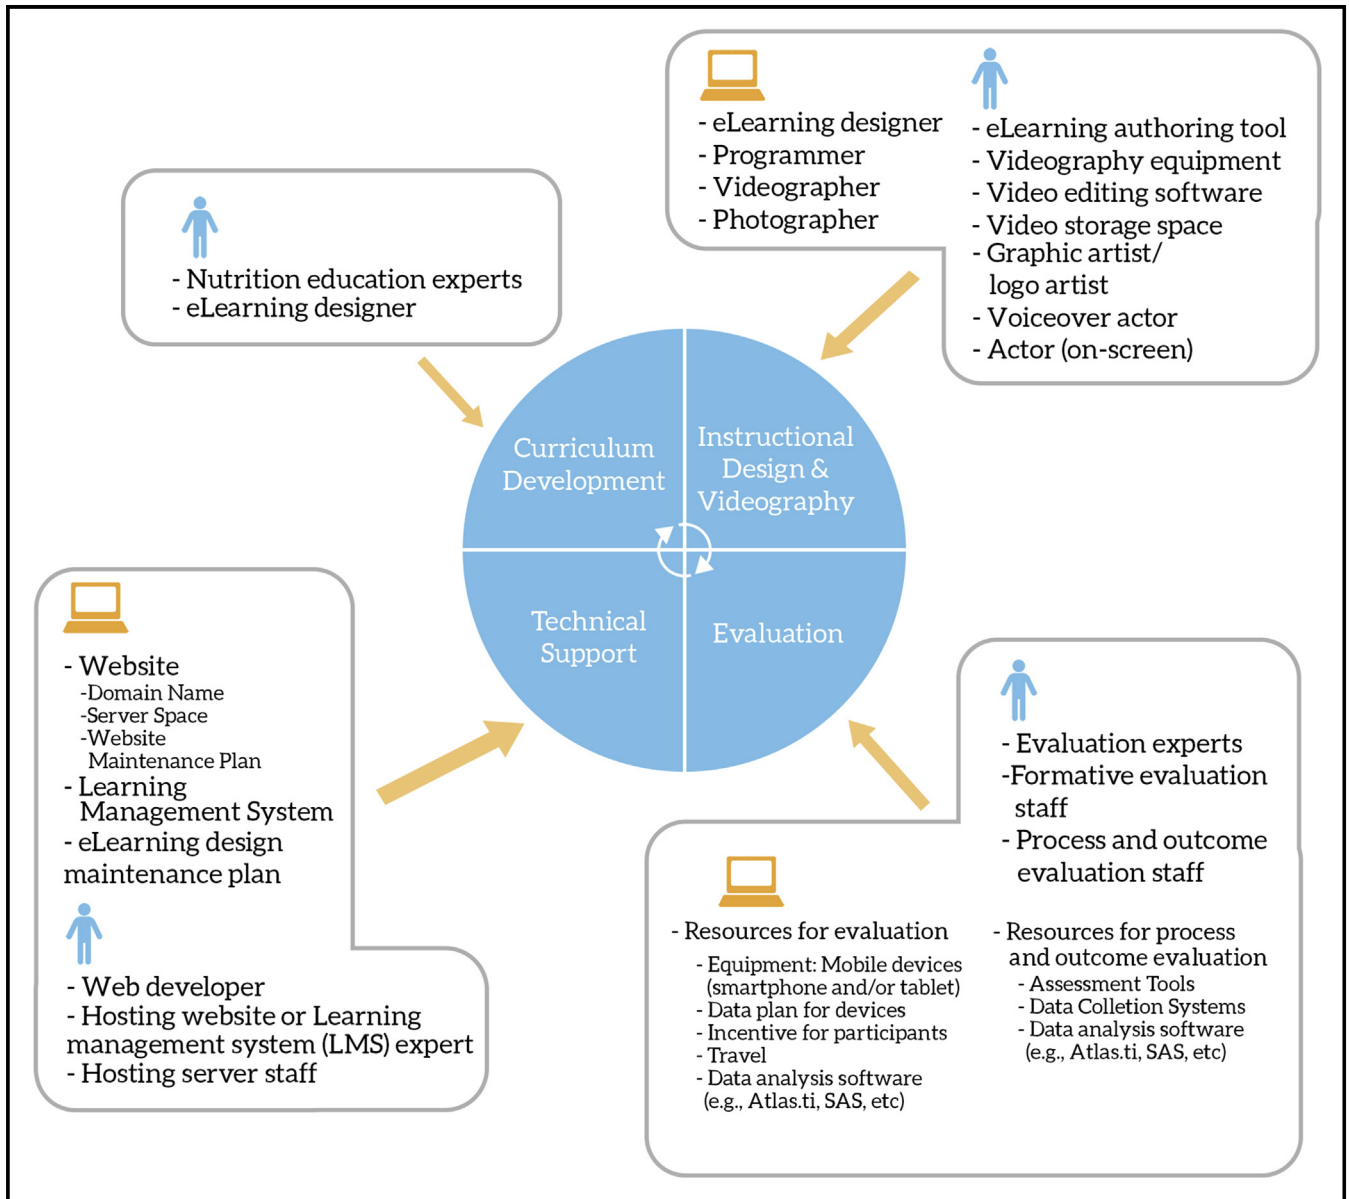 - Nutrition education experts
- eLearning designer
- eLearning designer
- Programmer
- Videographer
- Photographer
- eLearning authoring tool
- Videography equipment
- Video editing software
- Video storage space
- Graphic artist/
logo artist
- Voiceover actor
- Actor (on-screen)
Curriculum
Development
Instructional
Design &
Videography
Technical
Support
Evaluation
- Website
-Domain Name
-Server Space
-Website
Maintenance Plan
- Learning
Management System
- eLearning design
maintenance plan
- Web developer
- Hosting website or Learning
management system (LMS) expert
- Hosting server staff
- Evaluation experts
-Formative evaluation
staff
- Process and outcome
evaluation staff
- Resources for evaluation
- Equipment: Mobile devices
(smartphone and/or tablet)
- Data plan for devices
- Incentive for participants
- Travel
- Data analysis software
(e.g., Atlas.ti, SAS, etc)
- Resources for process
and outcome evaluation
- Assessment Tools
- Data Colletion Systems
- Data analysis software
(e.g., Atlas.ti, SAS, etc)